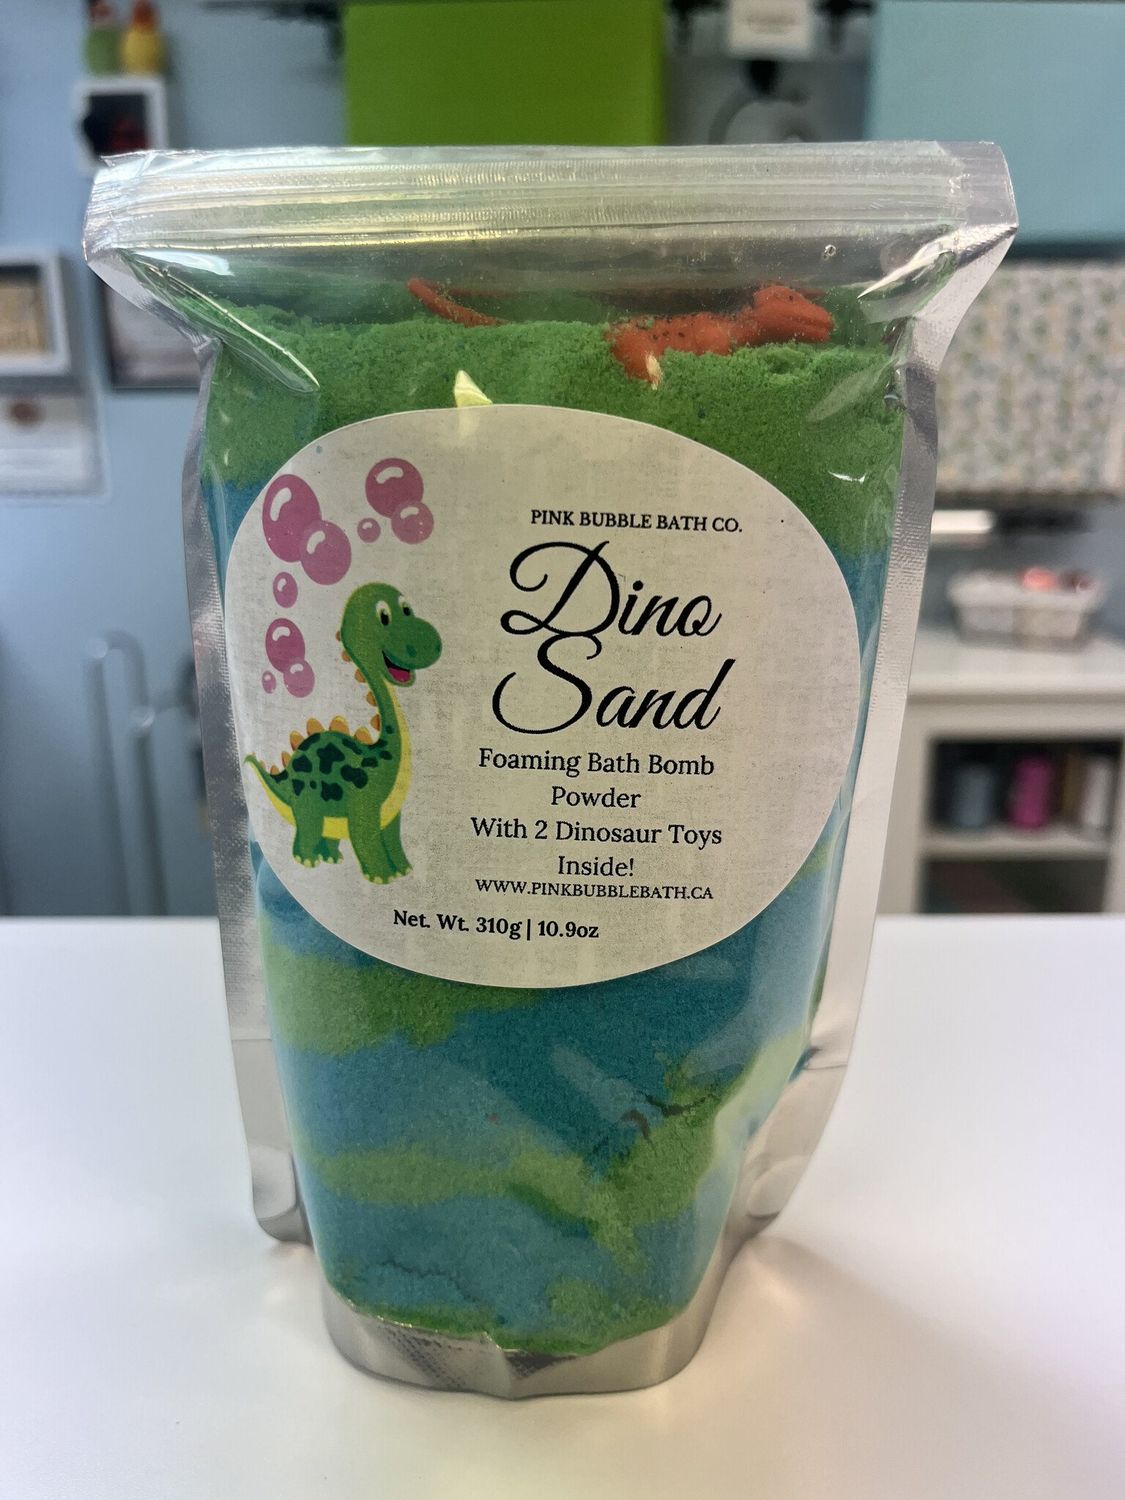 PINK BUBBLE BATH CO.
Dino
Sand
Foaming Bath Bomb
Powder
With 2 Dinosaur Toys
Inside!
WWW.PINKBUBBLEBATH.CA
Net. Wt. 310g | 10.9oz